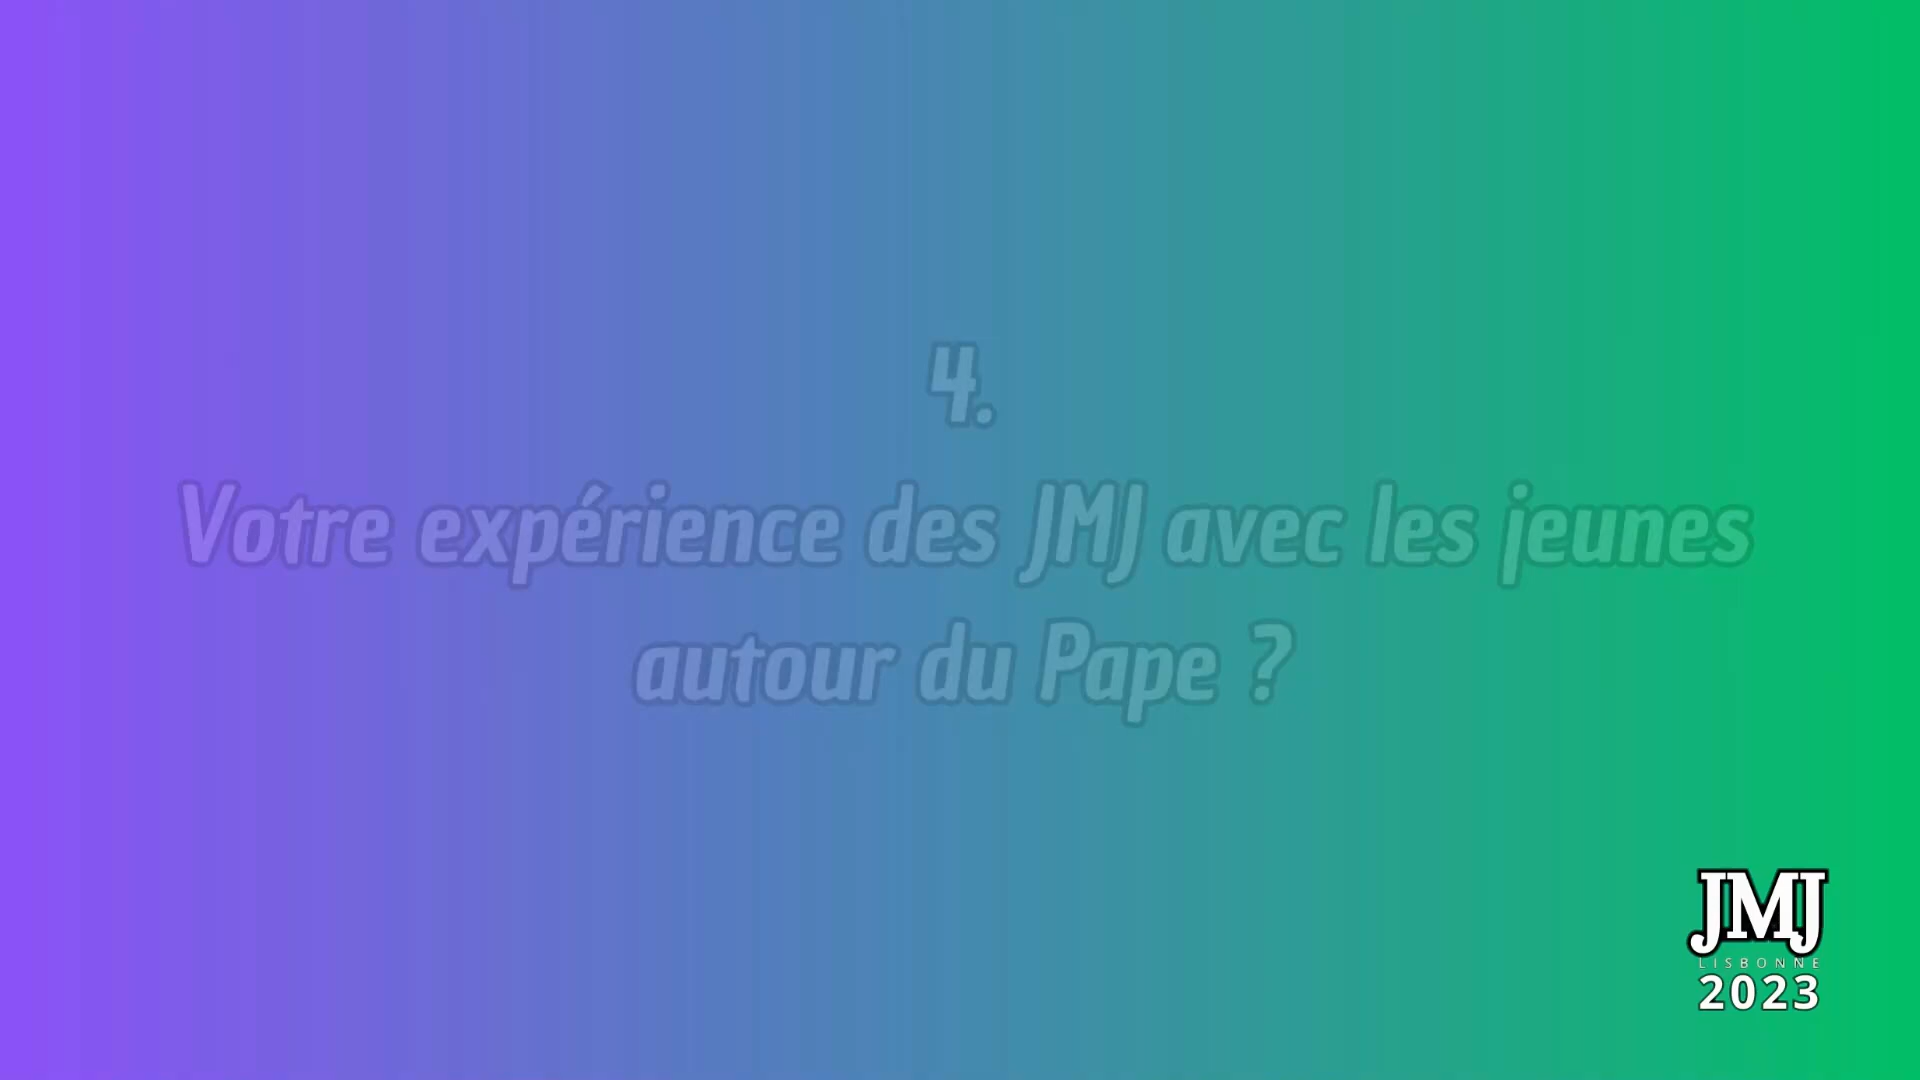 4.
Votre expérience des JMJ avec les jeunes
autour du Pape ?
JMJ
LISBONNE
2023